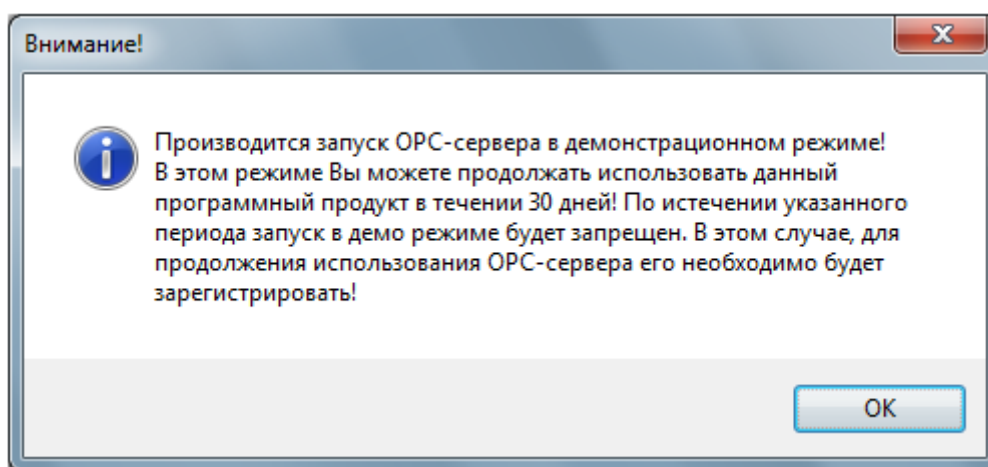 Внимание!
Производится запуск OPC-сервера в демонстрационном режиме!
В этом режиме Вы можете продолжать использовать данный
программный продукт в течении 30 дней! По истечении указанного
периода запуск в демо режиме будет запрещен. В этом случае, для
продолжения использования OPC-сервера его необходимо будет
зарегистрировать!
OK